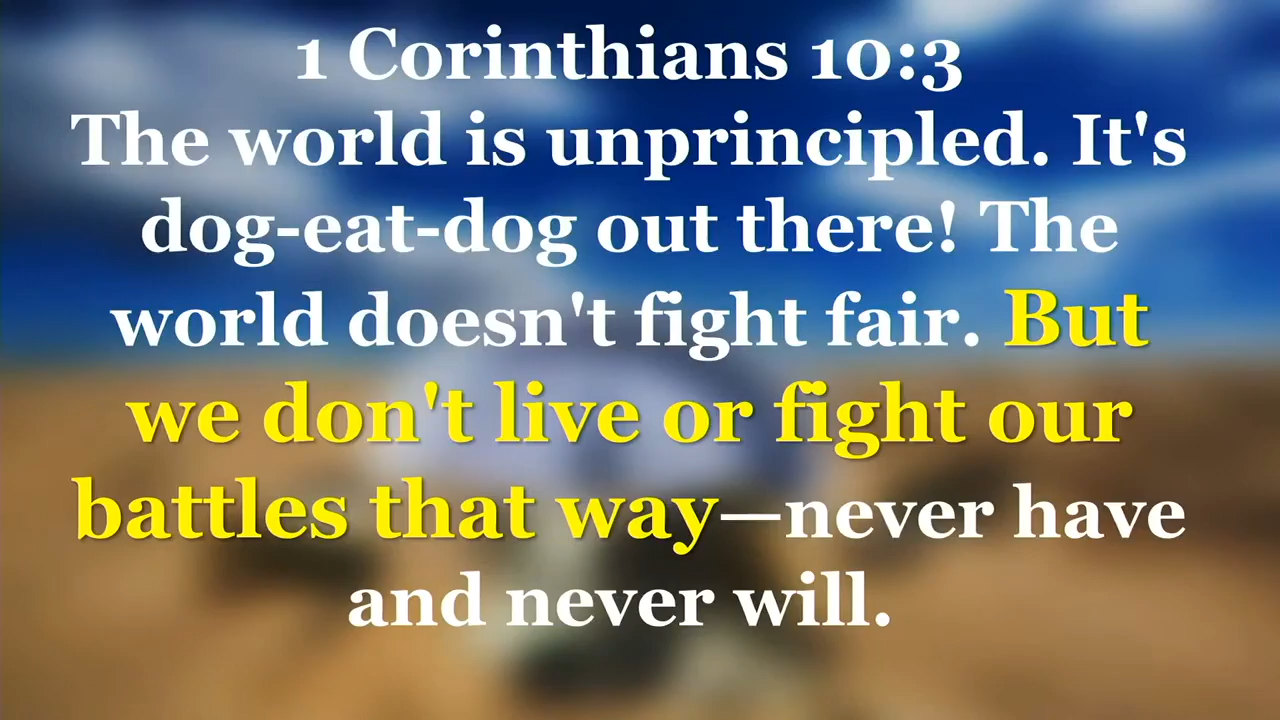 1 Corinthians 10:3
The world is unprincipled. It's
dog-eat-dog out there! The
world doesn't fight fair. But
we don't live or fight our
battles that way—never have
and never will.